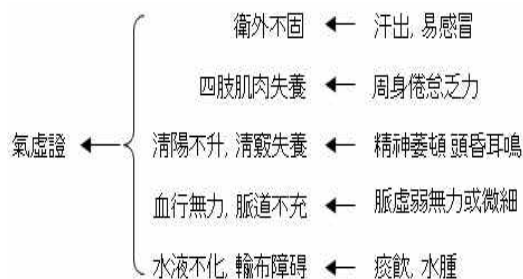 衛外不固 ← 汗出, 易感冒
四肢肌肉失養 ← 周身倦怠乏力
氣虛證 ← 淸陽不升, 淸竅失養 ← 精神萎頓 頭昏耳鳴
血行無力, 脈道不充 ← 脈虛弱無力或微細
水液不化, 輸布障碍 ← 痰飮, 水腫